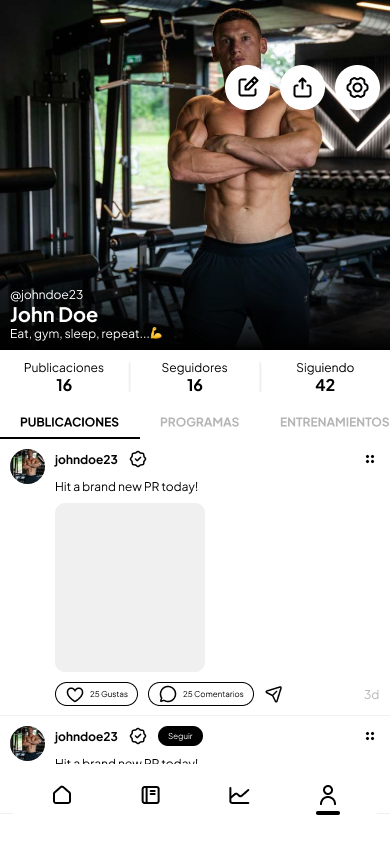 @johndoe23
John Doe
Eat, gym, sleep, repeat...💪
Publicaciones Seguidores Siguiendo
16 16 42
PUBLICACIONES PROGRAMAS ENTRENAMIENTOS
johndoe23
Hit a brand new PR today!
25 Gustas 25 Comentarios 3d
johndoe23 Seguir
Hit a brand new PR today!